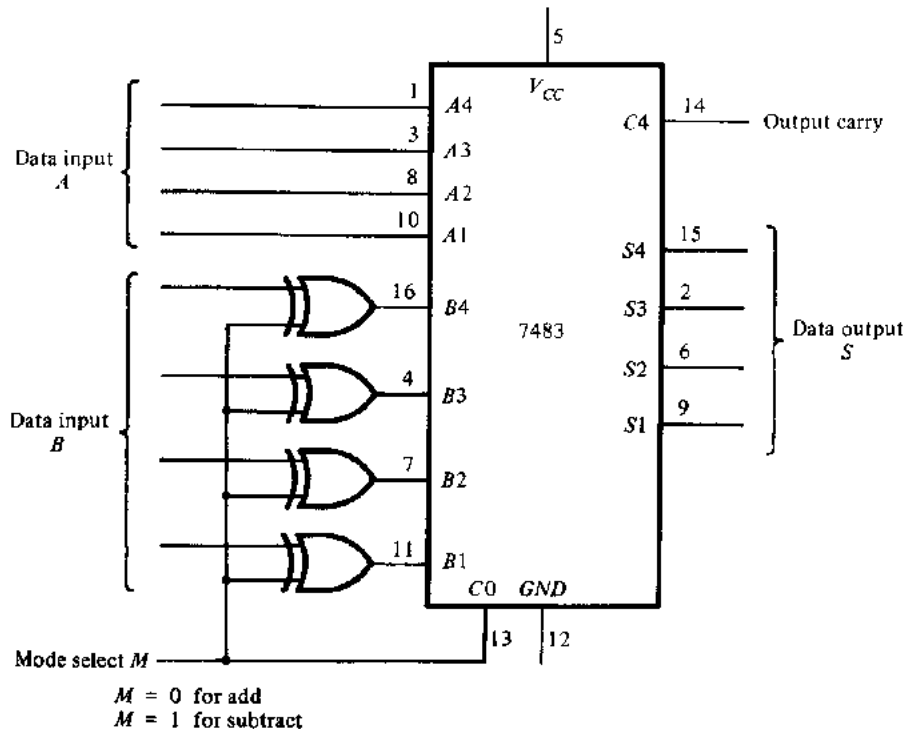 5
V_CC
1
A4
14
C4
Output carry
3
A3
Data input
A
8
A2
10
A1
15
S4
16
B4
2
S3
7483
Data output
S
4
B3
6
S2
Data input
B
9
S1
7
B2
11
B1
C0
GND
13
12
Mode select M
M = 0 for add
M = 1 for subtract